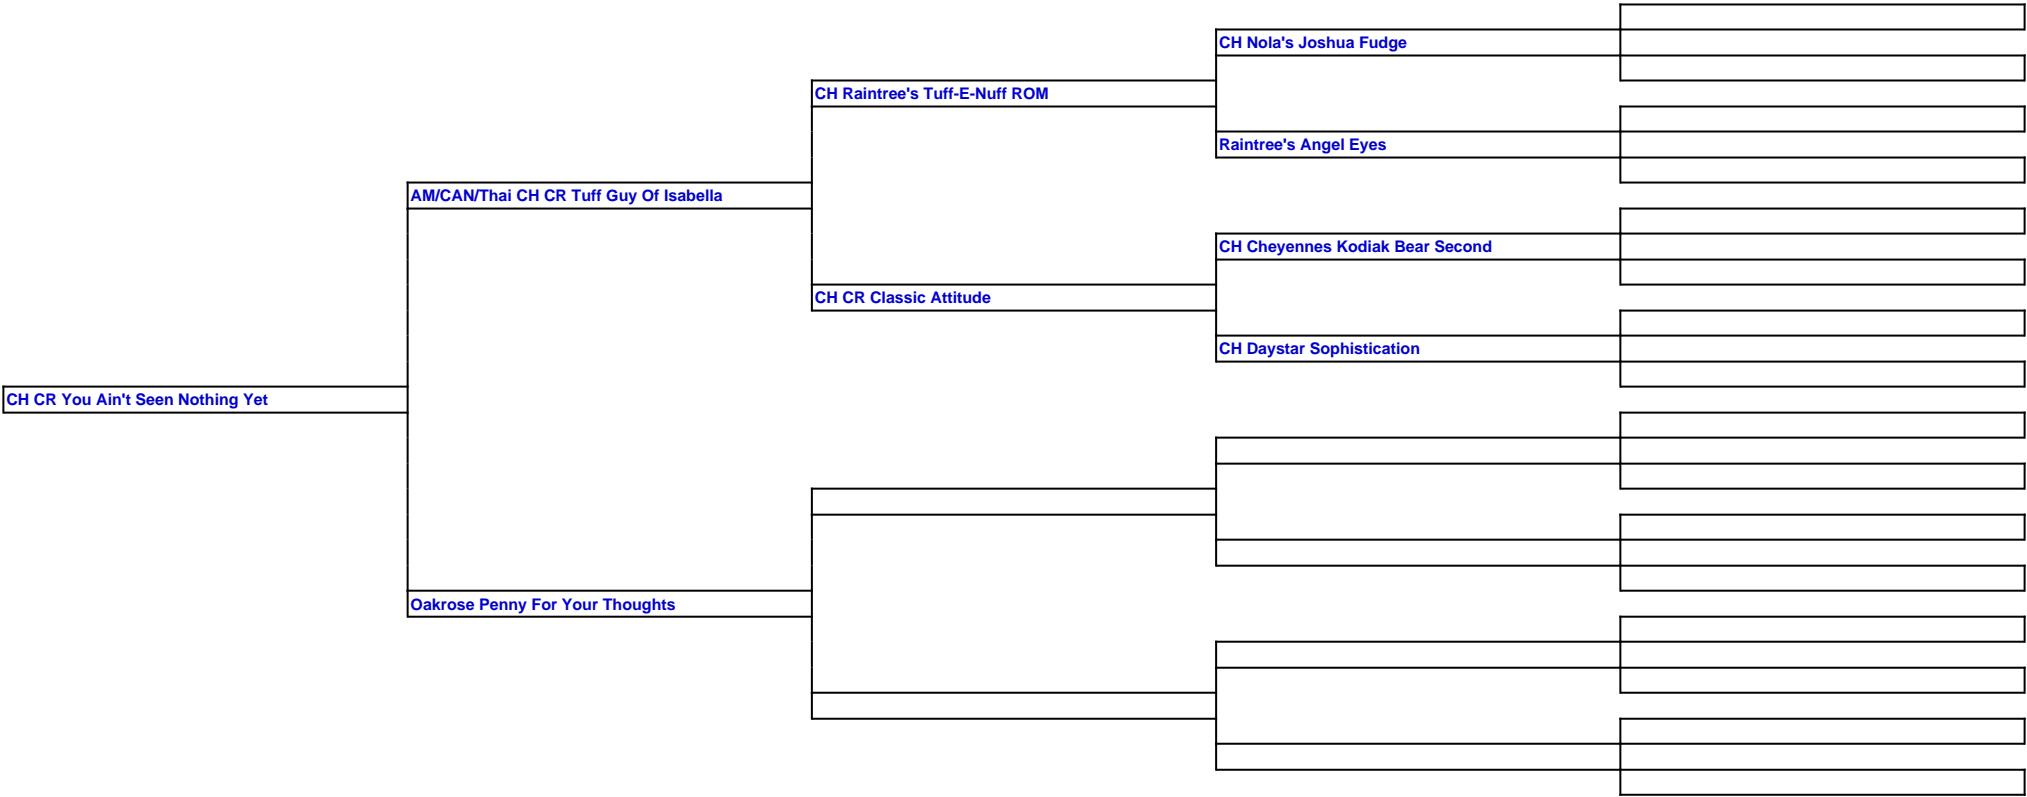 CH Nola's Joshua Fudge
CH Raintree's Tuff-E-Nuff ROM
Raintree's Angel Eyes
AM/CAN/Thai CH CR Tuff Guy Of Isabella
CH Cheyennes Kodiak Bear Second
CH CR Classic Attitude
CH Daystar Sophistication
CH CR You Ain't Seen Nothing Yet
Oakrose Penny For Your Thoughts